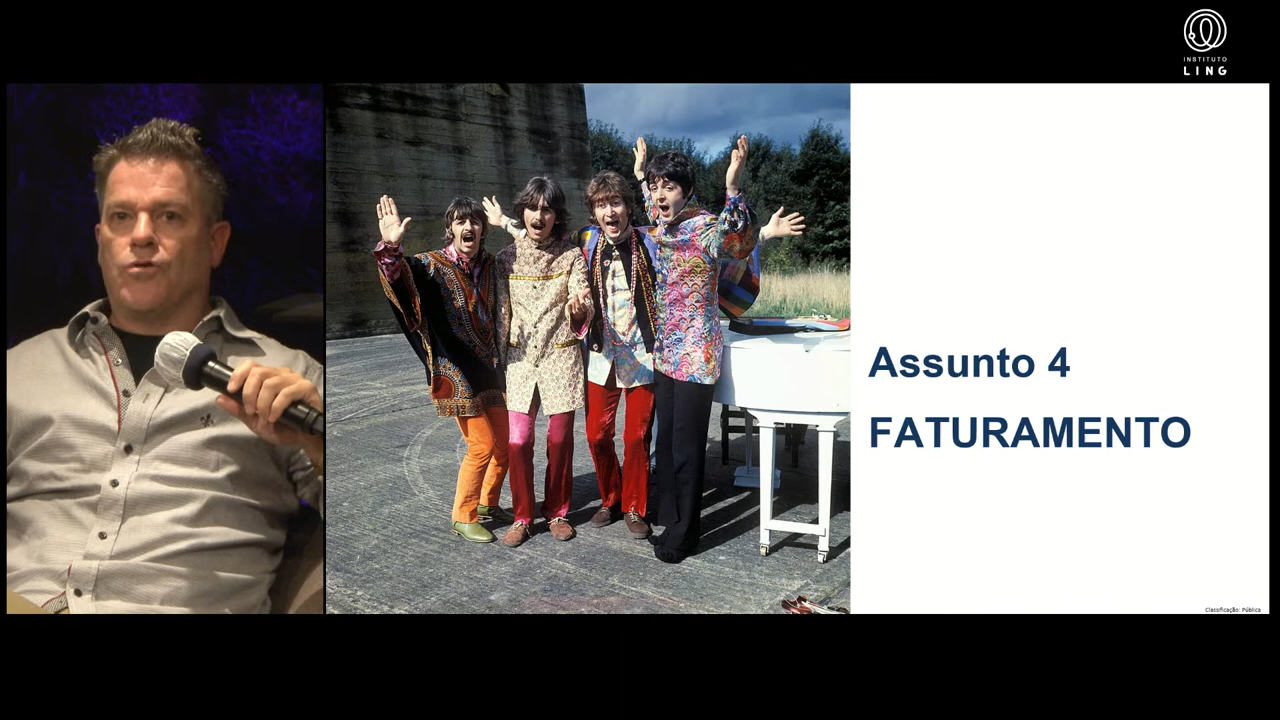 INSTITUTO
LING
Assunto 4
FATURAMENTO
Classificação: Pública